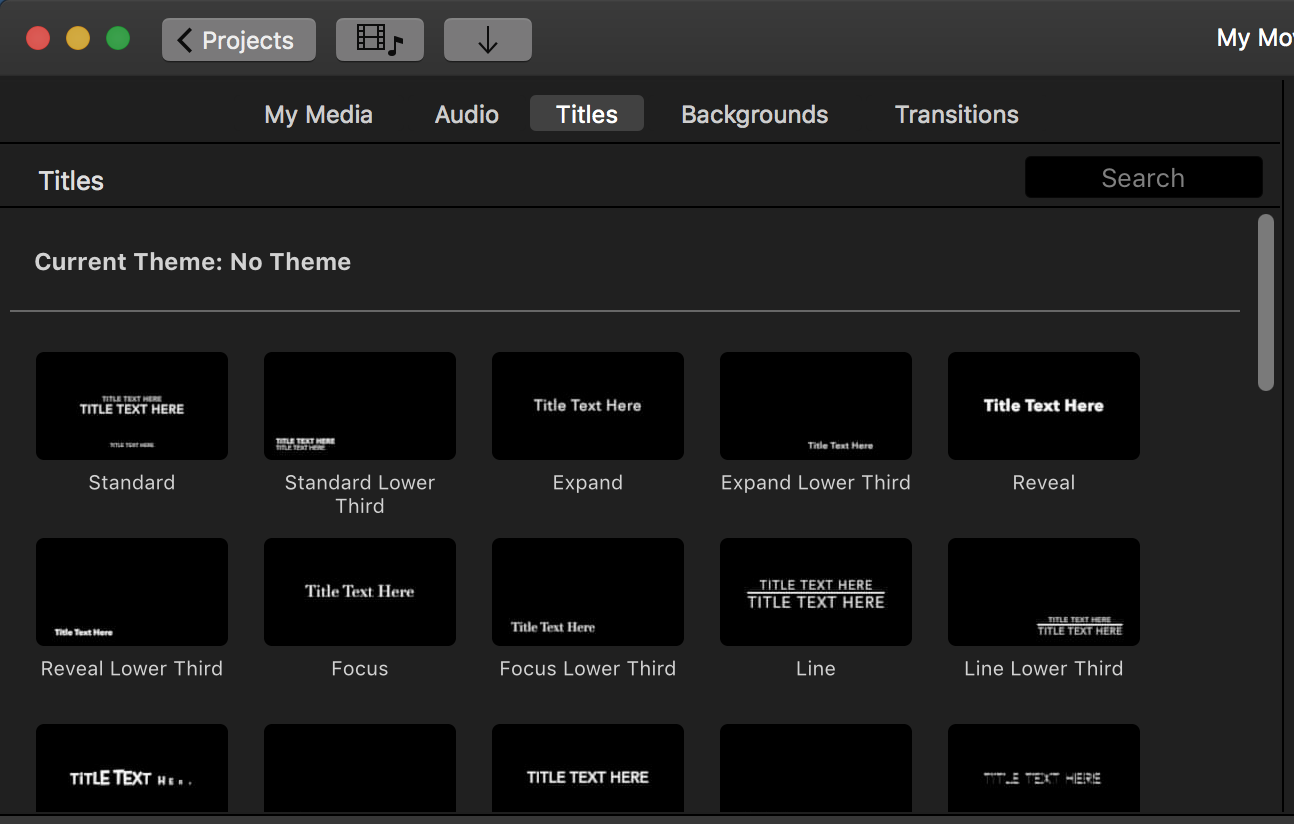 Projects
My Mo
My Media
Audio
Titles
Backgrounds
Transitions
Titles
Search
Current Theme: No Theme
TITLE TEXT HERE
TITLE TEXT HERE
TITLE TEXT HERE
Standard
TITLE TEXT HERE
TITLE TEXT HERE
Standard Lower
Third
Title Text Here
Expand
Title Text Here
Expand Lower Third
Title Text Here
Reveal
Title Text Here
Reveal Lower Third
Title Text Here
Focus
Title Text Here
Focus Lower Third
TITLE TEXT HERE
TITLE TEXT HERE
Line
TITLE TEXT HERE
TITLE TEXT HERE
Line Lower Third
TITLE TEXT HE..
TITLE TEXT HERE
TITLE TEXT HERE